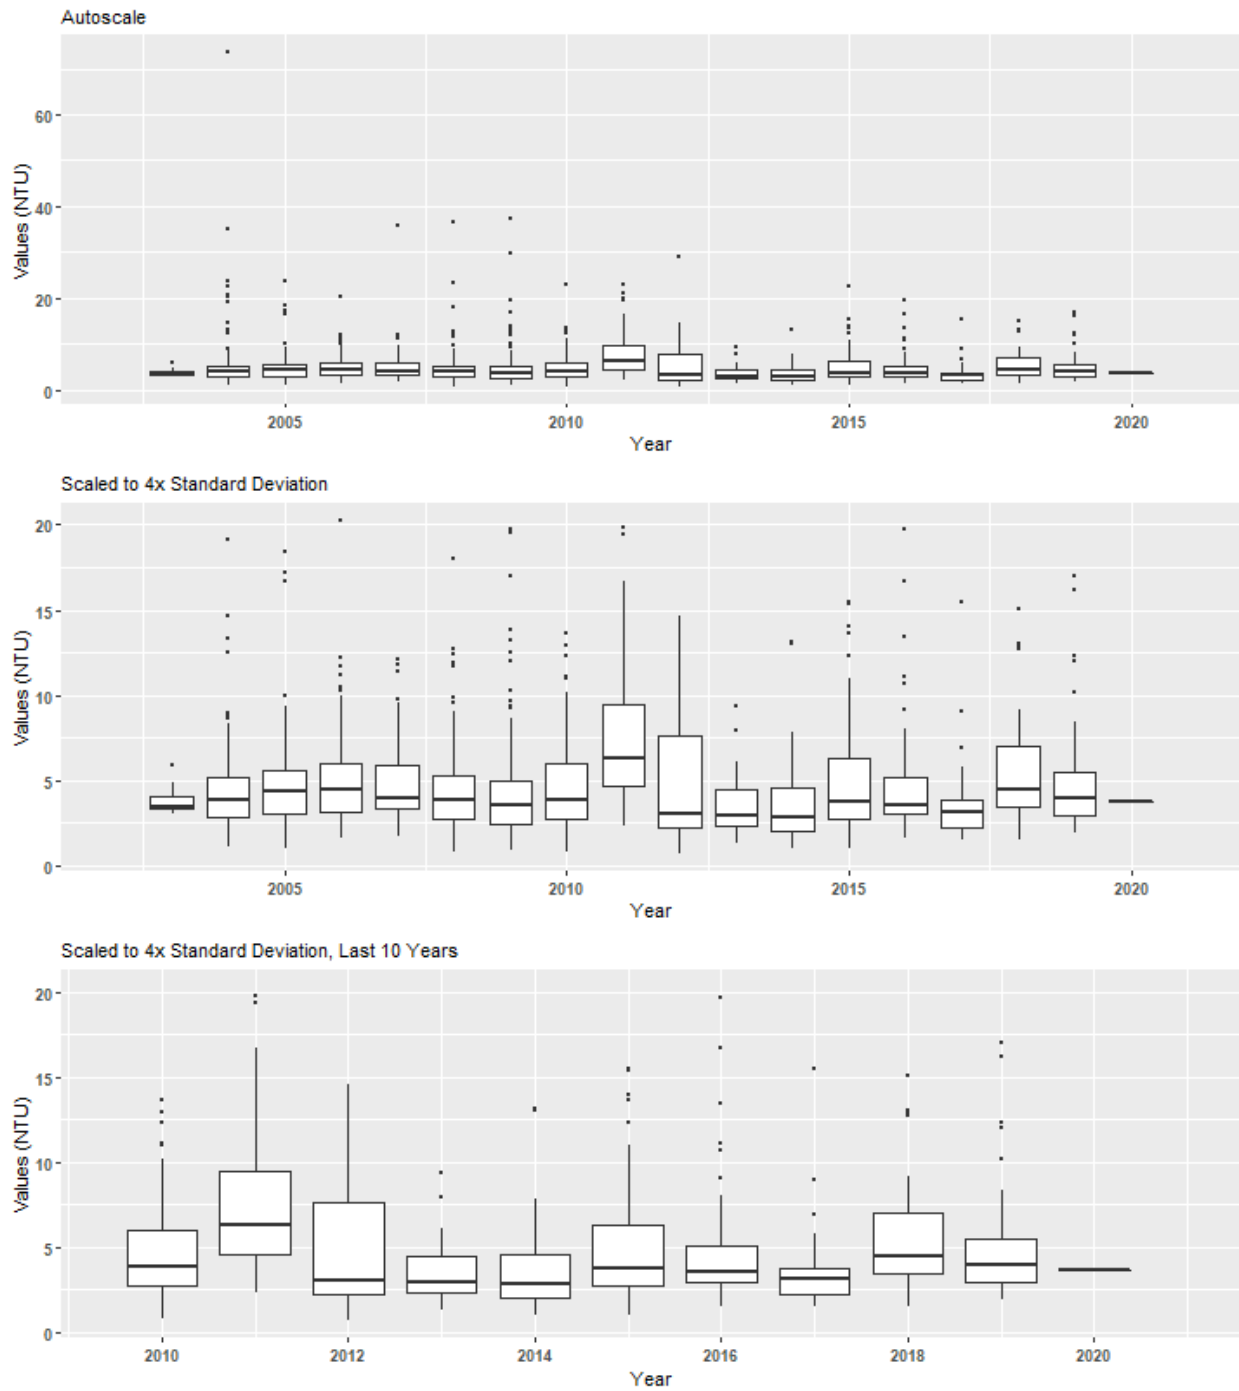 Autoscale
60
40
20
0
Values (NTU)
2005 2010 2015 2020
Year
Scaled to 4x Standard Deviation
20
15
10
5
0
Values (NTU)
2005 2010 2015 2020
Year
Scaled to 4x Standard Deviation, Last 10 Years
20
15
10
5
0
Values (NTU)
2010 2012 2014 2016 2018 2020
Year